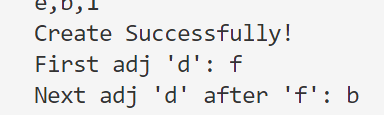 e,b,1
Create Successfully!
First adj 'd': f
Next adj 'd' after 'f': b